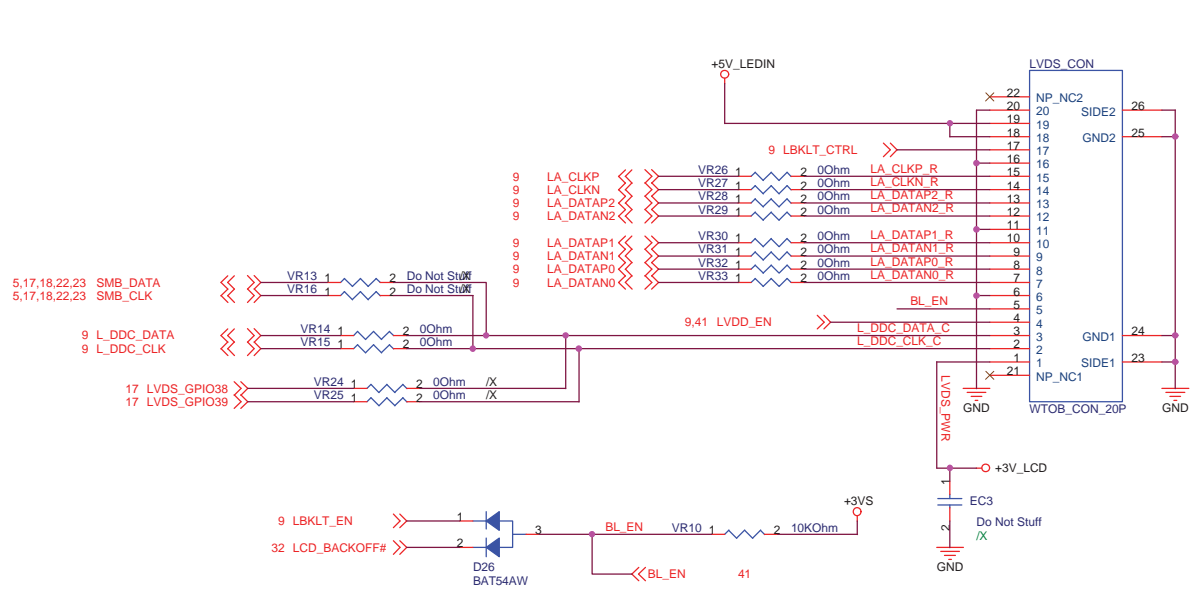 +5V_LEDIN
LVDS_CON
22
NP_NC2
20
20
SIDE2
26
19
19
18
18
GND2
25
9 LBKLT_CTRL
17
17
16
16
9 LA_CLKP VR26 1 2 0Ohm LA_CLKP_R 15 15
9 LA_CLKN VR27 1 2 0Ohm LA_CLKN_R 14 14
9 LA_DATAP2 VR28 1 2 0Ohm LA_DATAP2_R 13 13
9 LA_DATAN2 VR29 1 2 0Ohm LA_DATAN2_R 12 12
11 11
9 LA_DATAP1 VR30 1 2 0Ohm LA_DATAP1_R 10 10
9 LA_DATAN1 VR31 1 2 0Ohm LA_DATAN1_R 9 9
9 LA_DATAP0 VR32 1 2 0Ohm LA_DATAP0_R 8 8
9 LA_DATAN0 VR33 1 2 0Ohm LA_DATAN0_R 7 7
5,17,18,22,23 SMB_DATA VR13 1 2 Do Not Stuff /X
5,17,18,22,23 SMB_CLK VR16 1 2 Do Not Stuff
6 6
BL_EN 5 5
9,41 LVDD_EN 4 4
9 L_DDC_DATA VR14 1 2 0Ohm L_DDC_DATA_C 3 3 GND1 24
9 L_DDC_CLK VR15 1 2 0Ohm L_DDC_CLK_C 2 2
1 1 SIDE1 23
21 NP_NC1
17 LVDS_GPIO38 VR24 1 2 0Ohm /X
17 LVDS_GPIO39 VR25 1 2 0Ohm /X
LVDS_PWR
GND
WTOB_CON_20P
GND
+3V_LCD
1
EC3
2
Do Not Stuff
/X
GND
+3VS
9 LBKLT_EN 1
3 BL_EN VR10 1 2 10KOhm
32 LCD_BACKOFF# 2
D26
BAT54AW
BL_EN 41